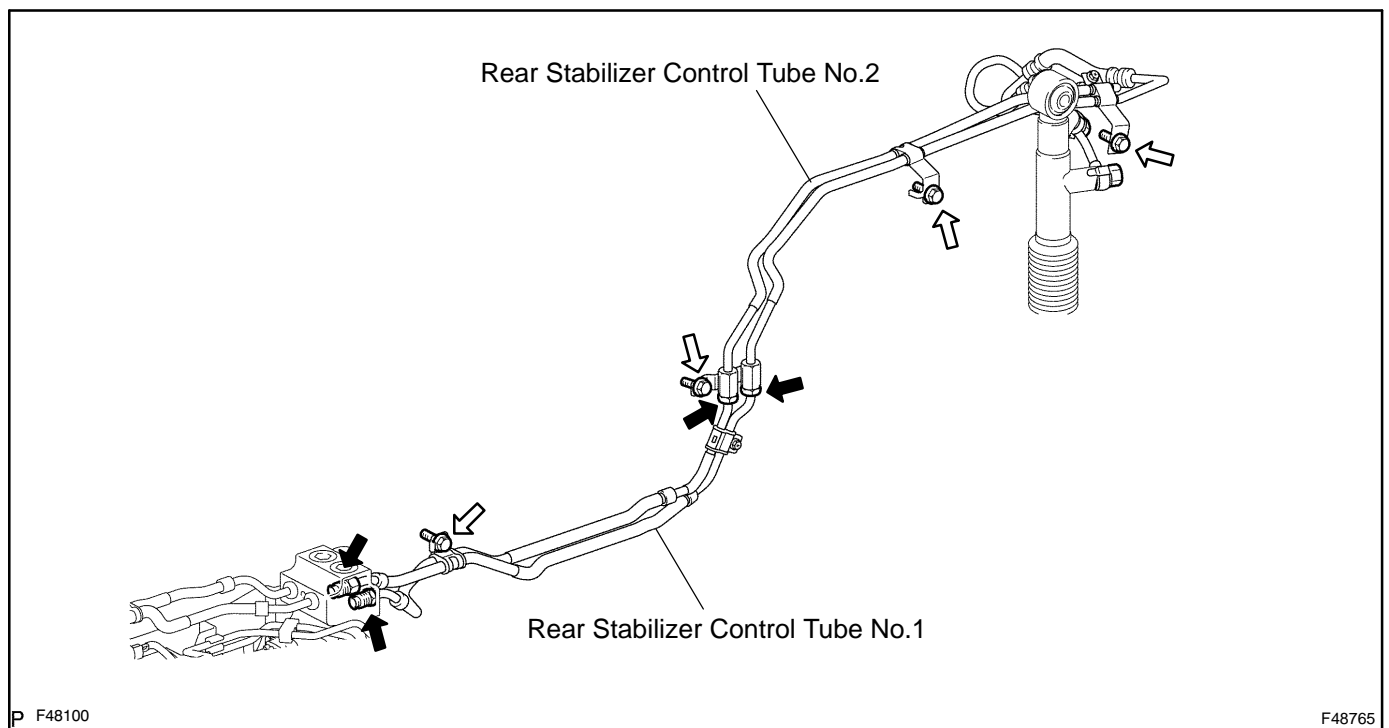 Rear Stabilizer Control Tube No.2
Rear Stabilizer Control Tube No.1
P F48100
F48765